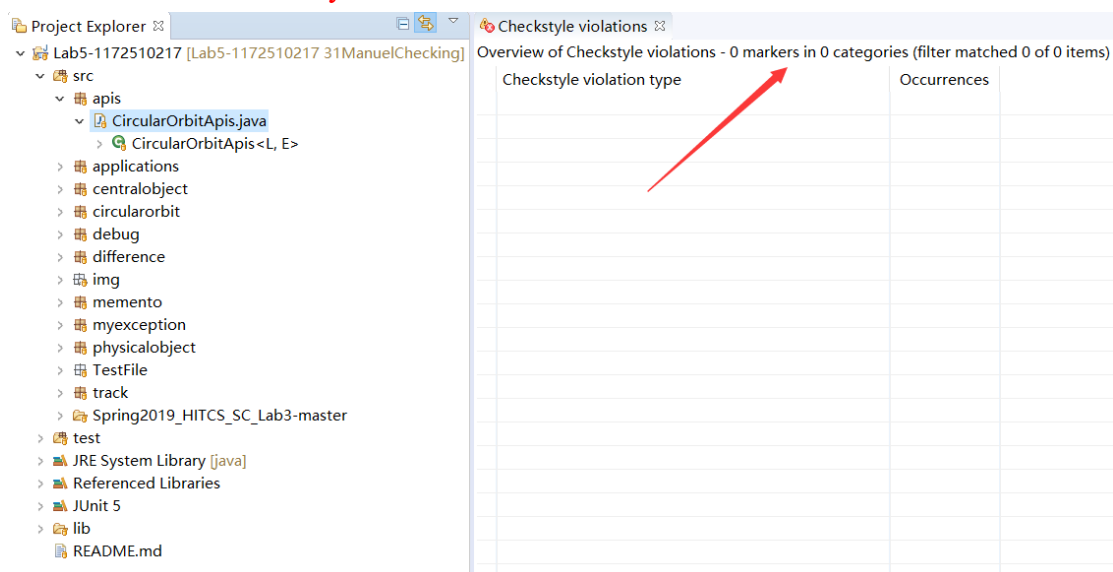 Project Explorer
Lab5-1172510217 [Lab5-1172510217 31ManuelChecking]
src
apis
CircularOrbitApis.java
CircularOrbitApis<L, E>
applications
centralobject
circularorbit
debug
difference
img
memento
myexception
physicalobject
TestFile
track
Spring2019_HITCS_SC_Lab3-master
test
JRE System Library [java]
Referenced Libraries
JUnit 5
lib
README.md
Checkstyle violations
Overview of Checkstyle violations - 0 markers in 0 categories (filter matched 0 of 0 items)
Checkstyle violation type Occurrences